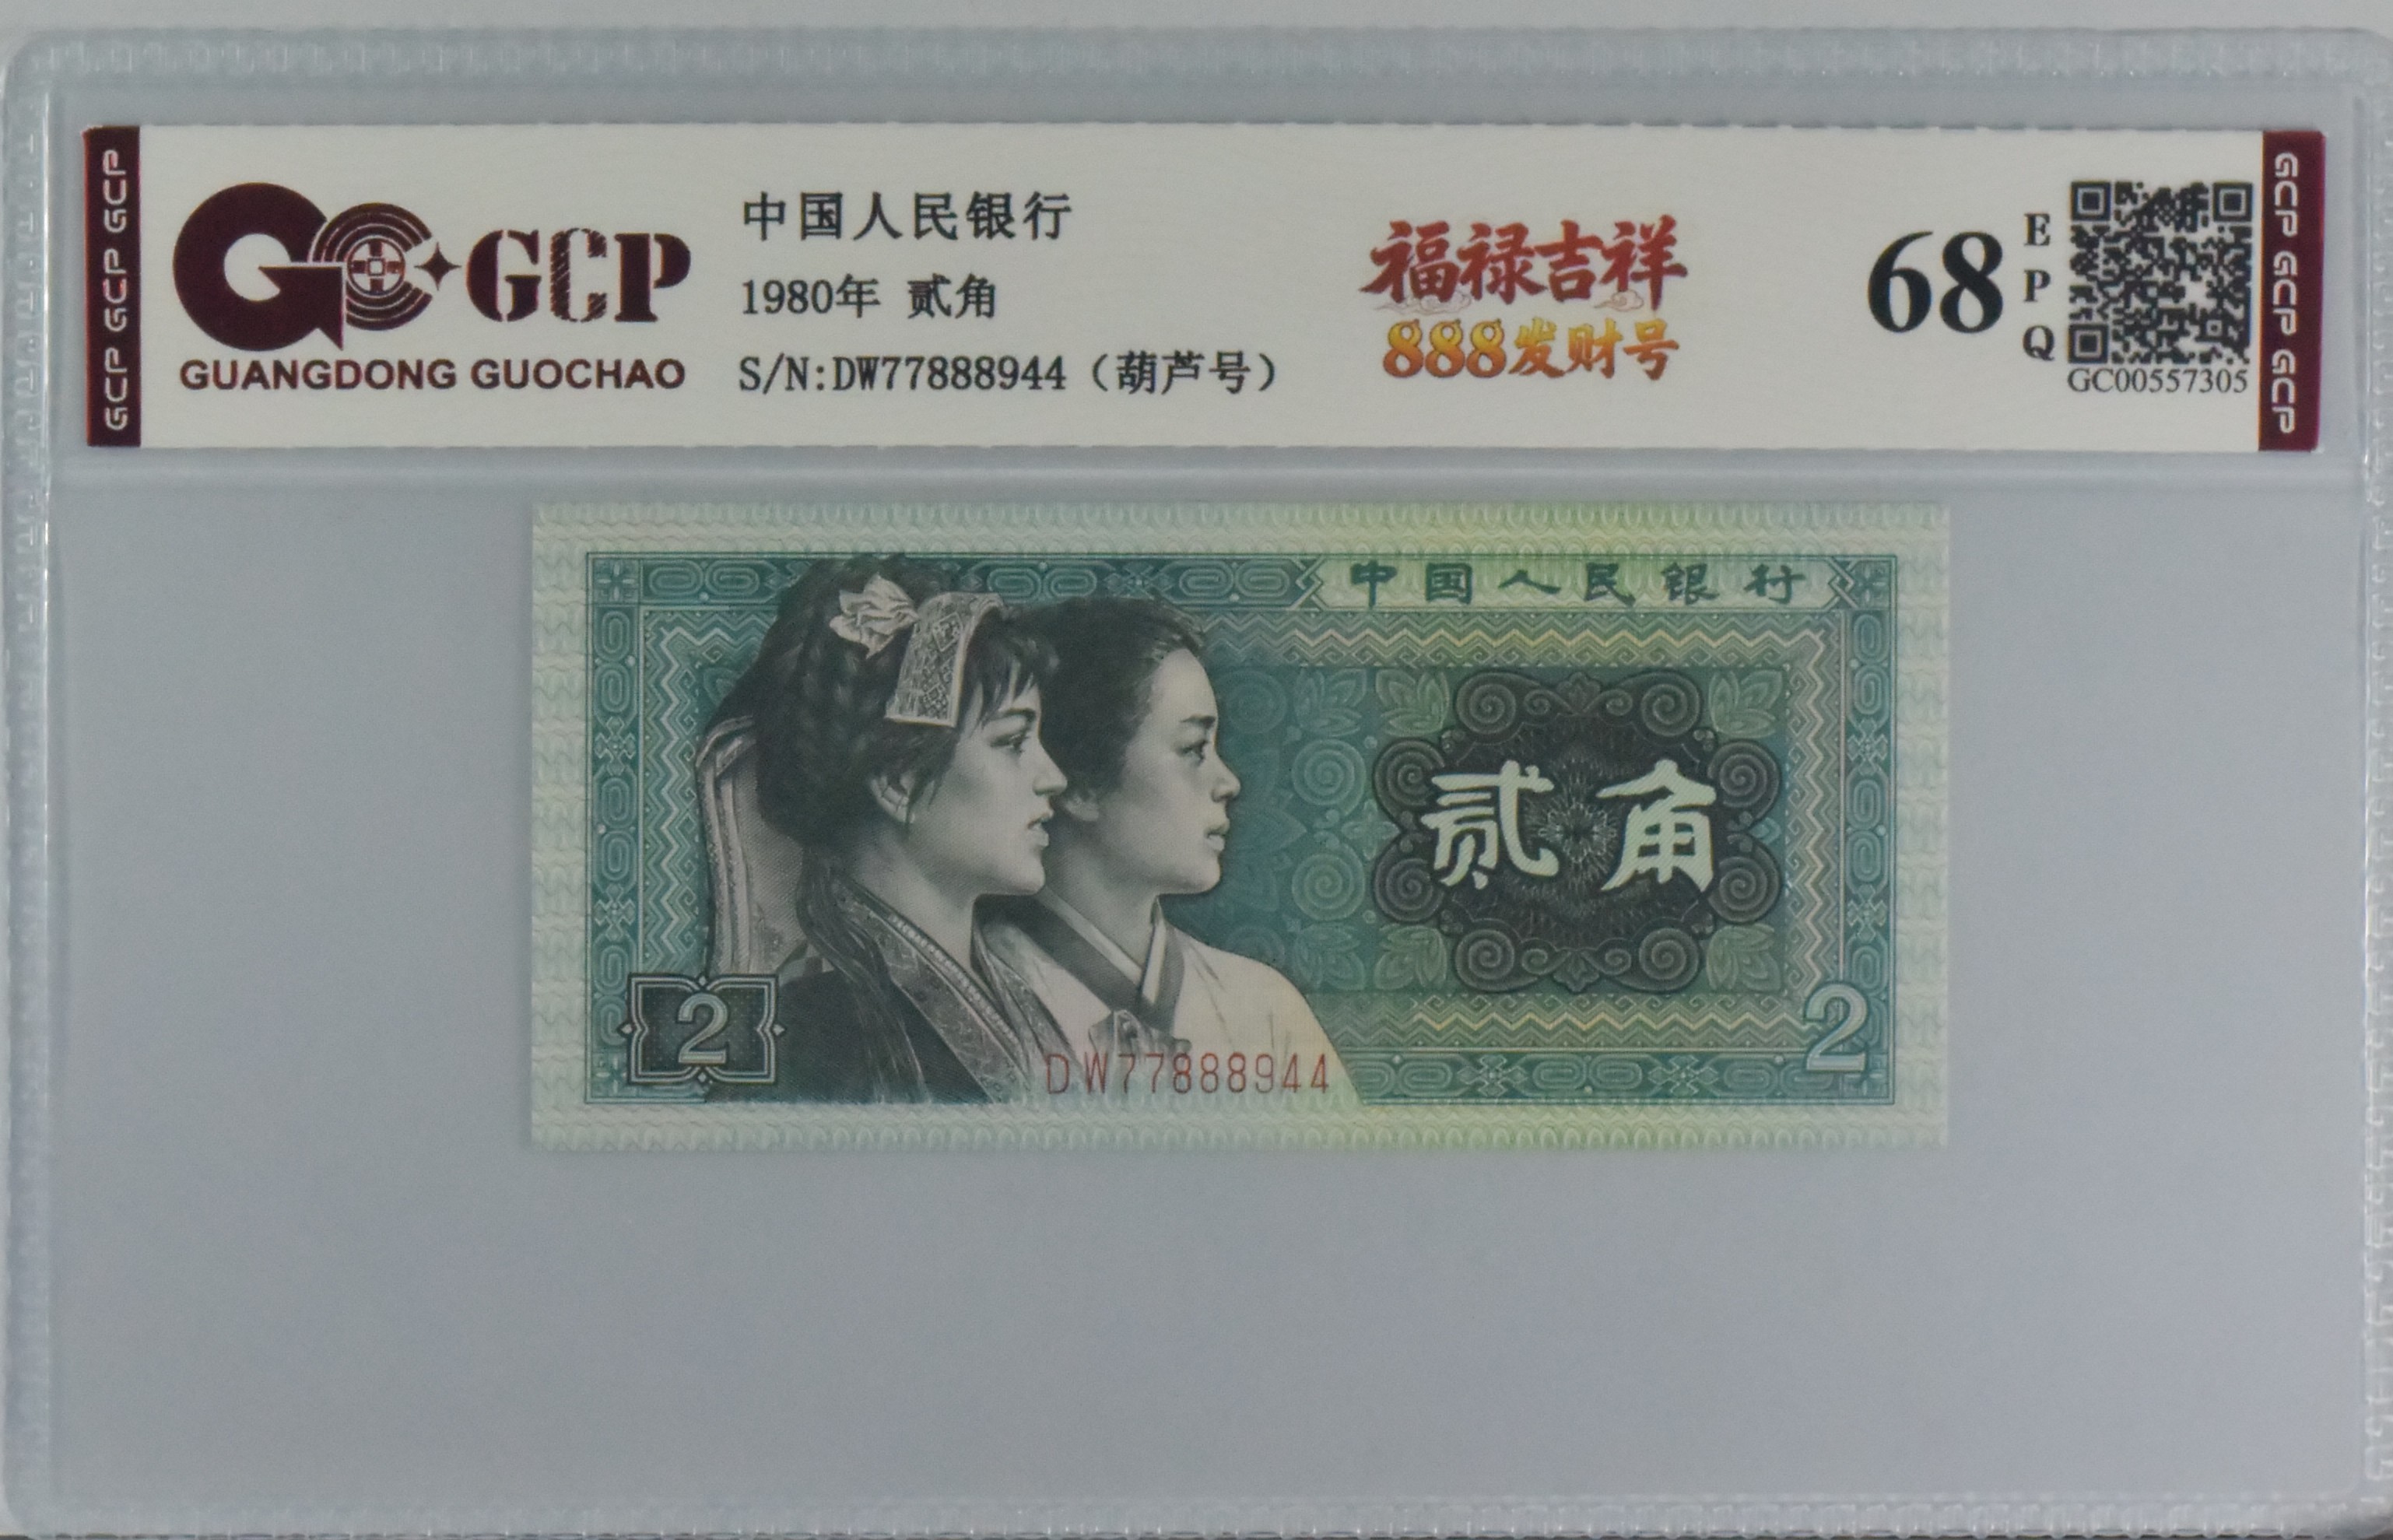 GCP GCP GCP
GCP
GUANGDONG GUOCHAO
中国人民银行
1980年 贰角
S/N:DW77888944（葫芦号）
福禄吉祥
888发财号
68
E
P
Q
GC00557305
GCP GCP GCP
中国人民银行
贰角
2
2
DW77888944